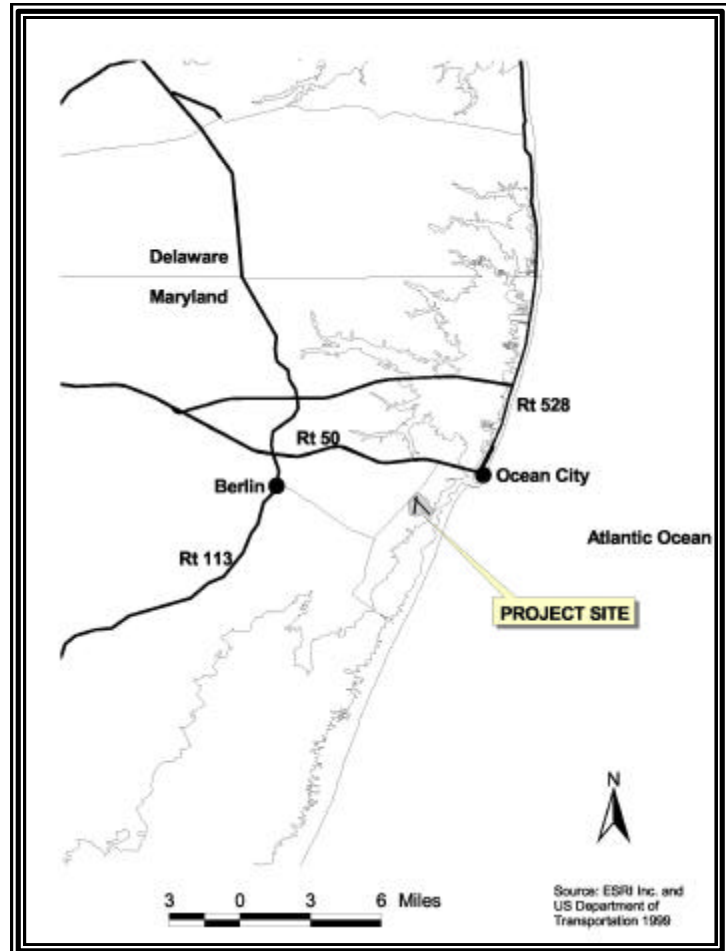 Delaware
Maryland
Rt 528
Rt 50
Ocean City
Berlin
Atlantic Ocean
Rt 113
PROJECT SITE
N
3 0 3 6 Miles
Source: ESRI Inc. and
US Department of
Transportation 1999